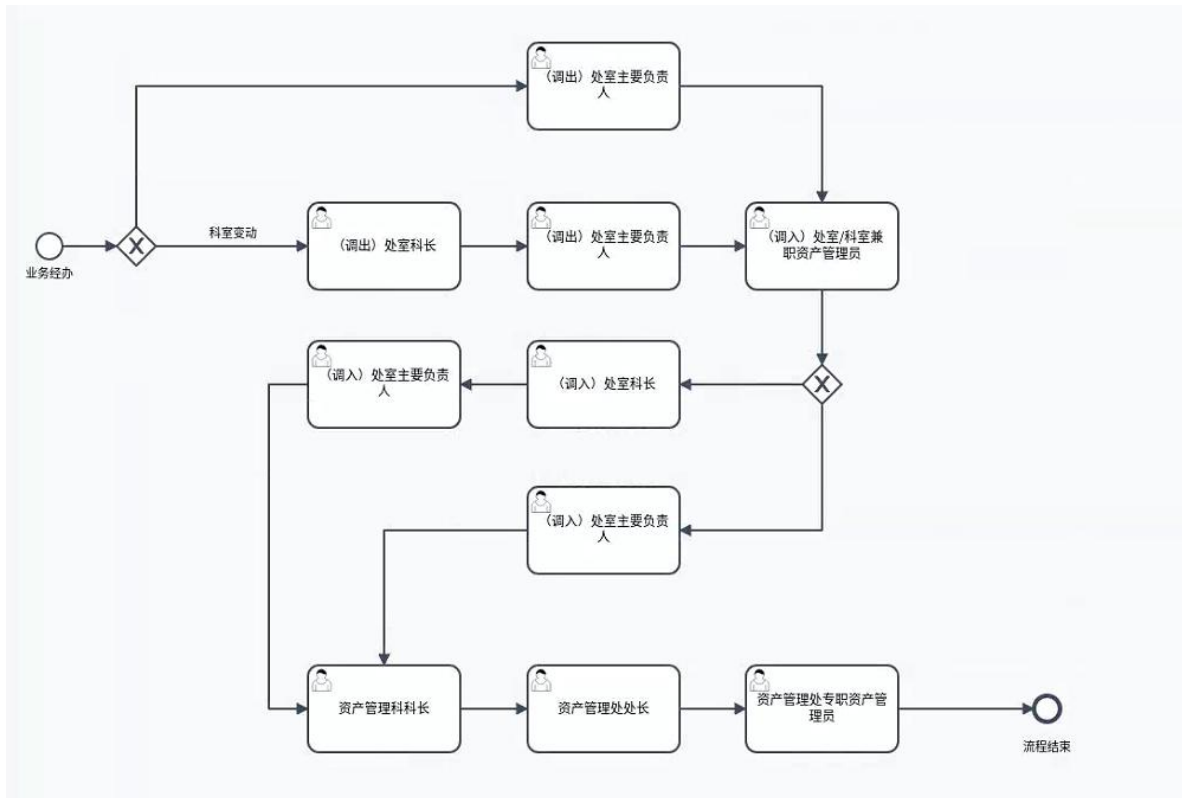 （调出）处室主要负责
人
科室变动
业务经办
（调出）处室科长
（调出）处室主要负责
人
（调入）处室/科室兼
职资产管理员
（调入）处室主要负责
人
（调入）处室科长
（调入）处室主要负责
人
资产管理科科长
资产管理处处长
资产管理处专职资产管
理员
流程结束